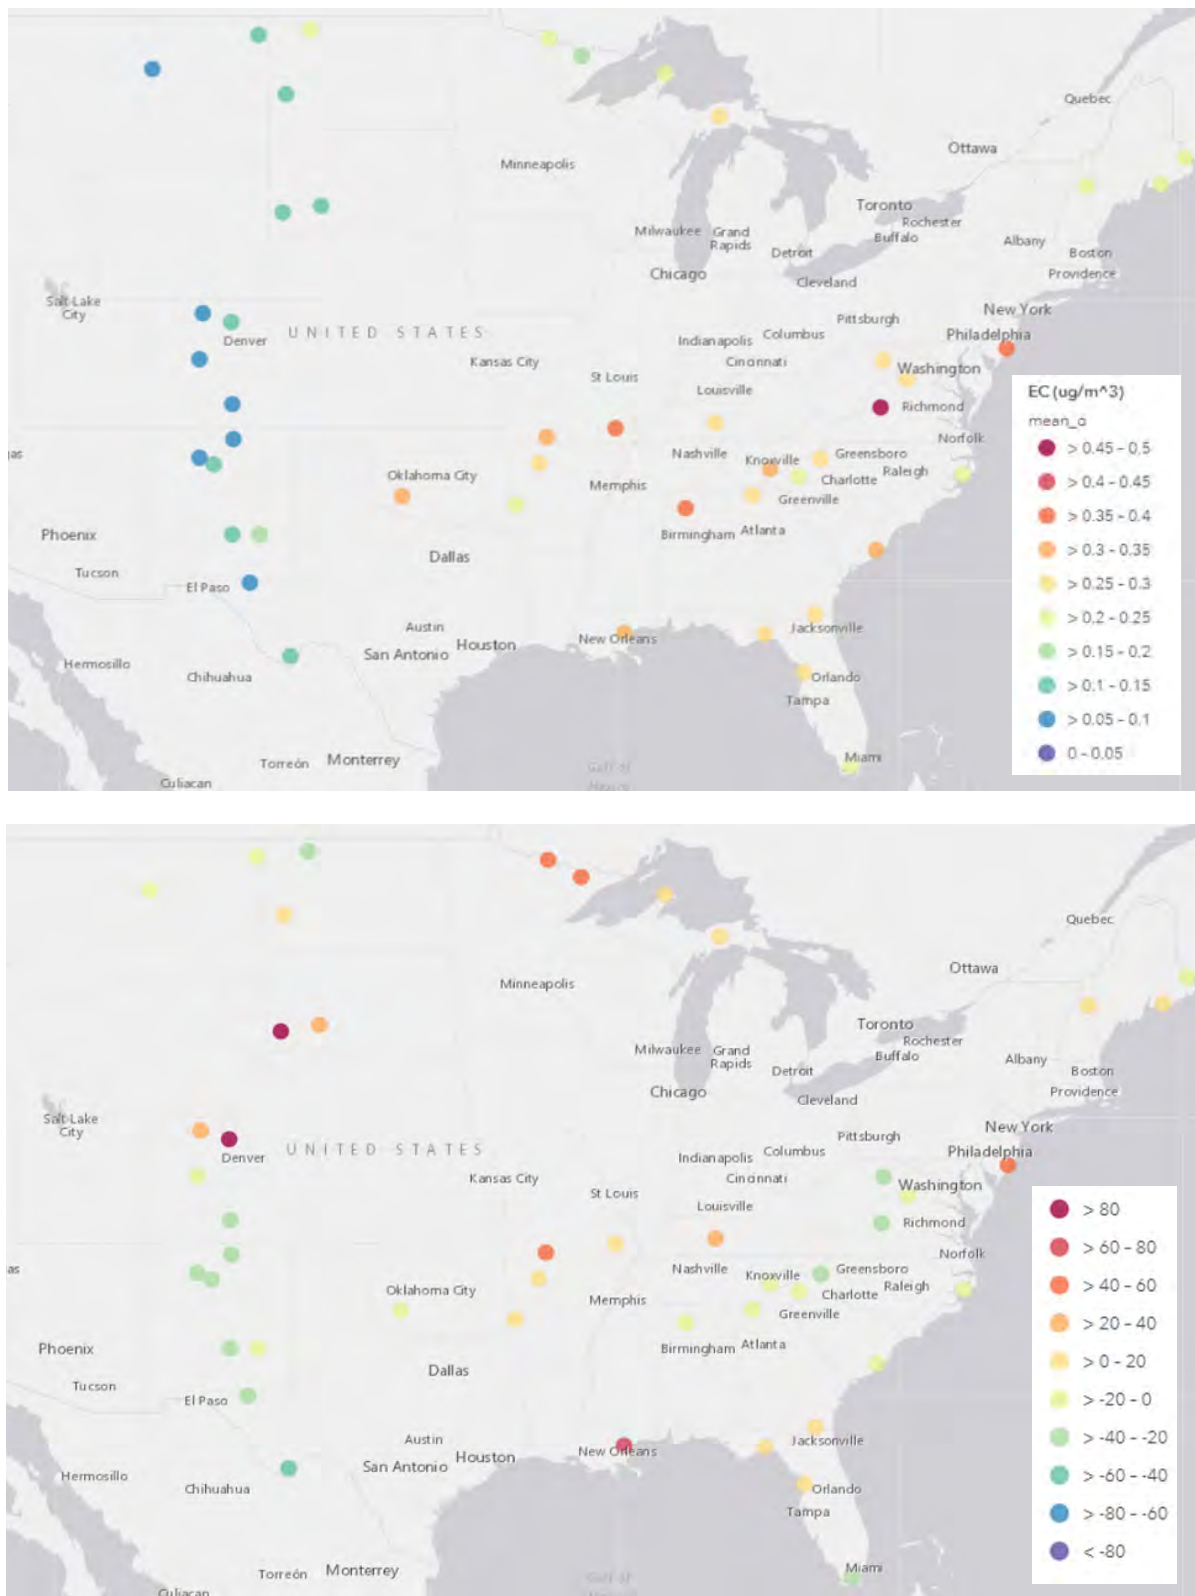 Quebec
Ottawa
Minneapolis
Toronto
Rochester
Buffalo
Milwaukee
Grand
Rapids
Albany
Detroit
Boston
Chicago
Cleveland
Providence
Salt Lake
City
New York
Pittsburgh
UNITED STATES
Columbus
Philadelphia
Denver
Indianapolis
Kansas City
Cincinnati
Washington
St Louis
Louisville
Richmond
Norfolk
as
Nashville
Knoxville
Greensboro
Oklahoma City
Raleigh
Memphis
Charlotte
Greenville
Phoenix
Birmingham
Atlanta
Dallas
Tucson
El Paso
Austin
Jacksonville
New Orleans
Houston
San Antonio
Hermosillo
Chihuahua
Orlando
Tampa
Torreón
Monterrey
Miami
Gulf of
Mexico
Culiacan
EC (ug/m^3)
mean_o
> 0.45 - 0.5
> 0.4 - 0.45
> 0.35 - 0.4
> 0.3 - 0.35
> 0.25 - 0.3
> 0.2 - 0.25
> 0.15 - 0.2
> 0.1 - 0.15
> 0.05 - 0.1
0 - 0.05
Quebec
Ottawa
Minneapolis
Toronto
Rochester
Buffalo
Milwaukee
Grand
Rapids
Albany
Detroit
Boston
Chicago
Cleveland
Providence
Salt Lake
City
New York
Pittsburgh
UNITED STATES
Columbus
Philadelphia
Denver
Indianapolis
Kansas City
Cincinnati
Washington
St Louis
Louisville
Richmond
Norfolk
as
Nashville
Knoxville
Greensboro
Oklahoma City
Raleigh
Memphis
Charlotte
Greenville
Phoenix
Birmingham
Atlanta
Dallas
Tucson
El Paso
Austin
Jacksonville
New Orleans
Houston
San Antonio
Hermosillo
Chihuahua
Orlando
Tampa
Torreón
Monterrey
Miami
Gulf of
Culiacan
> 80
> 60 - 80
> 40 - 60
> 20 - 40
> 0 - 20
> -20 - 0
> -40 - -20
> -60 - -40
> -80 - -60
< -80